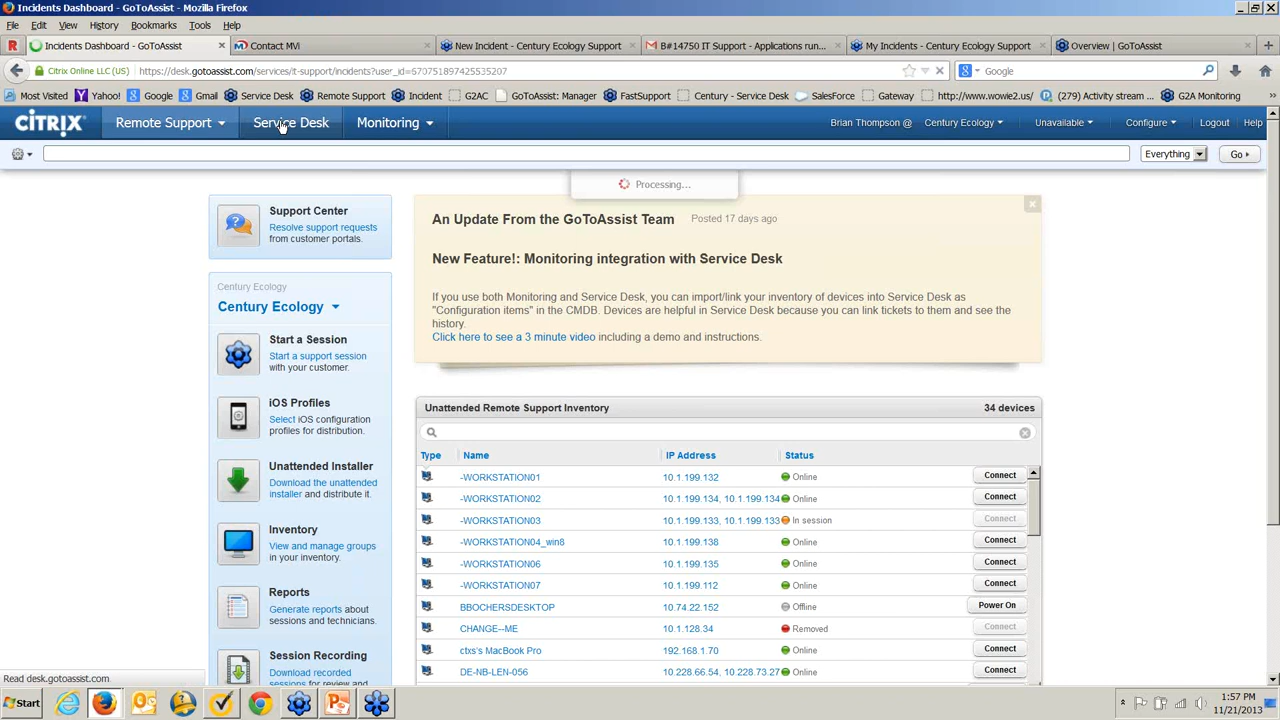 Incidents Dashboard - GoToAssist - Mozilla Firefox
File Edit View History Bookmarks Tools Help
Incidents Dashboard - GoToAssist
Contact MVi
New Incident - Century Ecology Support
B#14750 IT Support - Applications run...
My Incidents - Century Ecology Support
Overview | GoToAssist
Citrix Online LLC (US)
https://desk.gotoassist.com/services/it-support/incidents?user_id=670751897425535207
Google
Most Visited Yahoo! Google Gmail Service Desk Remote Support Incident G2AC GoToAssist: Manager FastSupport Century - Service Desk SalesForce Gateway http://www.wowie2.us/ (279) Activity stream ... G2A Monitoring
CITRIX Remote Support Service Desk Monitoring
Brian Thompson @ Century Ecology Unavailable Configure Logout Help
Everything Go
Processing...
Support Center
Resolve support requests
from customer portals.
Century Ecology
Century Ecology
Start a Session
Start a support session
with your customer.
iOS Profiles
Select iOS configuration
profiles for distribution.
Unattended Installer
Download the unattended
installer and distribute it.
Inventory
View and manage groups
in your inventory.
Reports
Generate reports about
sessions and technicians.
Session Recording
Download recorded
sessions for review or
An Update From the GoToAssist Team Posted 17 days ago
New Feature!: Monitoring integration with Service Desk
If you use both Monitoring and Service Desk, you can import/link your inventory of devices into Service Desk as
"Configuration items" in the CMDB. Devices are helpful in Service Desk because you can link tickets to them and see the
history.
Click here to see a 3 minute video including a demo and instructions.
Unattended Remote Support Inventory 34 devices
Type Name IP Address Status
-WORKSTATION01 10.1.199.132 Online Connect
-WORKSTATION02 10.1.199.134, 10.1.199.134 Online Connect
-WORKSTATION03 10.1.199.133, 10.1.199.133 In session Connect
-WORKSTATION04_win8 10.1.199.138 Online Connect
-WORKSTATION06 10.1.199.135 Online Connect
-WORKSTATION07 10.1.199.112 Online Connect
BBOCHERSDESKTOP 10.74.22.152 Offline Power On
CHANGE--ME 10.1.128.34 Removed Connect
ctxs's MacBook Pro 192.168.1.70 Online Connect
DE-NB-LEN-056 10.228.66.54, 10.228.73.27 Online Connect
Read desk.gotoassist.com
Start
1:57 PM
11/21/2013